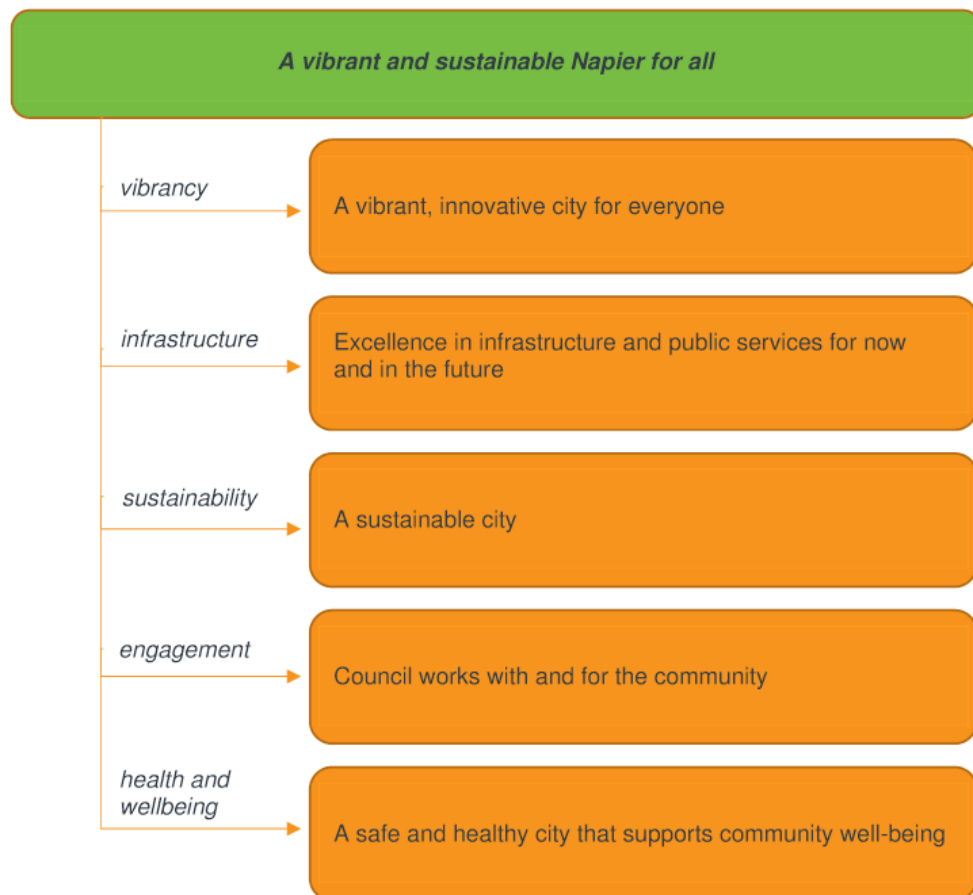 A vibrant and sustainable Napier for all
vibrancy
A vibrant, innovative city for everyone
infrastructure
Excellence in infrastructure and public services for now
and in the future
sustainability
A sustainable city
engagement
Council works with and for the community
health and
wellbeing
A safe and healthy city that supports community well-being